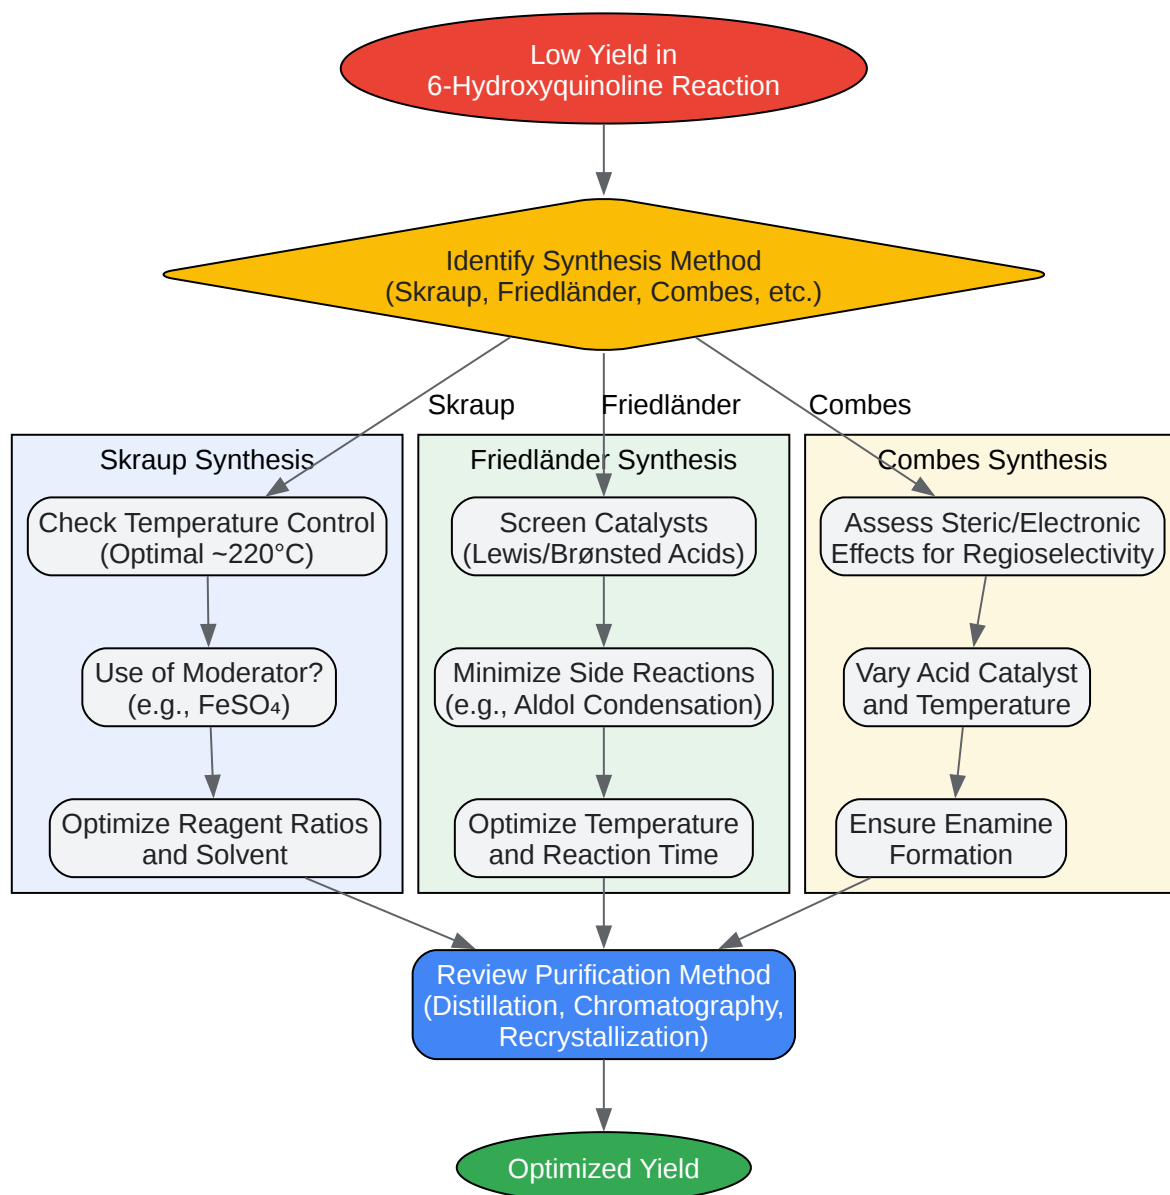 Low Yield in
6-Hydroxyquinoline Reaction
Identify Synthesis Method
(Skraup, Friedländer, Combes, etc.)
Skraup
Friedländer
Combes
Skraup Synthesis
Check Temperature Control
(Optimal ~220°C)
Use of Moderator?
(e.g., FeSO₄)
Optimize Reagent Ratios
and Solvent
Friedländer Synthesis
Screen Catalysts
(Lewis/Brønsted Acids)
Minimize Side Reactions
(e.g., Aldol Condensation)
Optimize Temperature
and Reaction Time
Combes Synthesis
Assess Steric/Electronic
Effects for Regioselectivity
Vary Acid Catalyst
and Temperature
Ensure Enamine
Formation
Review Purification Method
(Distillation, Chromatography,
Recrystallization)
Optimized Yield